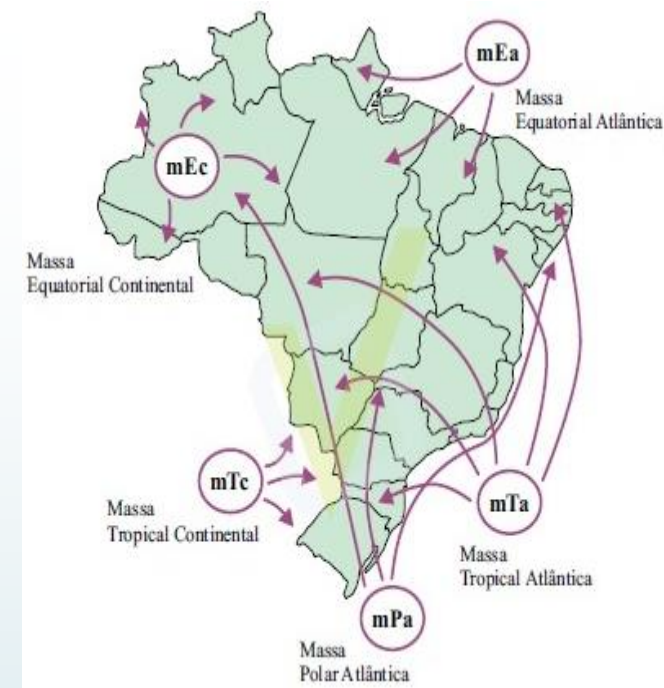 mEa
Massa
Equatorial Atlântica
mEc
Massa
Equatorial Continental
mTc
Massa
Tropical Continental
mTa
Massa
Tropical Atlântica
mPa
Massa
Polar Atlântica